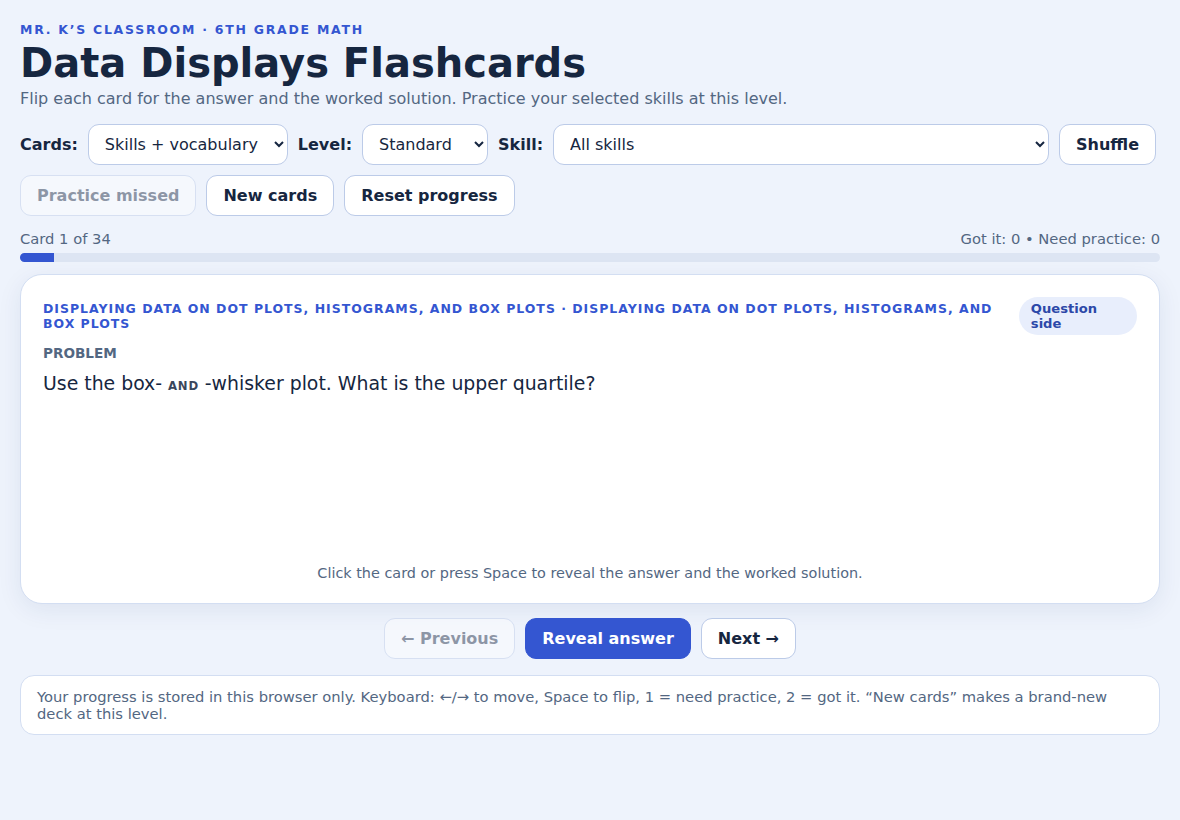 MR. K’S CLASSROOM · 6TH GRADE MATH
Data Displays Flashcards
Flip each card for the answer and the worked solution. Practice your selected skills at this level.
Cards: Skills + vocabulary Level: Standard Skill: All skills Shuffle
Practice missed New cards Reset progress
Card 1 of 34 Got it: 0 • Need practice: 0
DISPLAYING DATA ON DOT PLOTS, HISTOGRAMS, AND BOX PLOTS · DISPLAYING DATA ON DOT PLOTS, HISTOGRAMS, AND
BOX PLOTS
Question
side
PROBLEM
Use the box- AND -whisker plot. What is the upper quartile?
Click the card or press Space to reveal the answer and the worked solution.
← Previous Reveal answer Next →
Your progress is stored in this browser only. Keyboard: ←/→ to move, Space to flip, 1 = need practice, 2 = got it. “New cards” makes a brand-new
deck at this level.